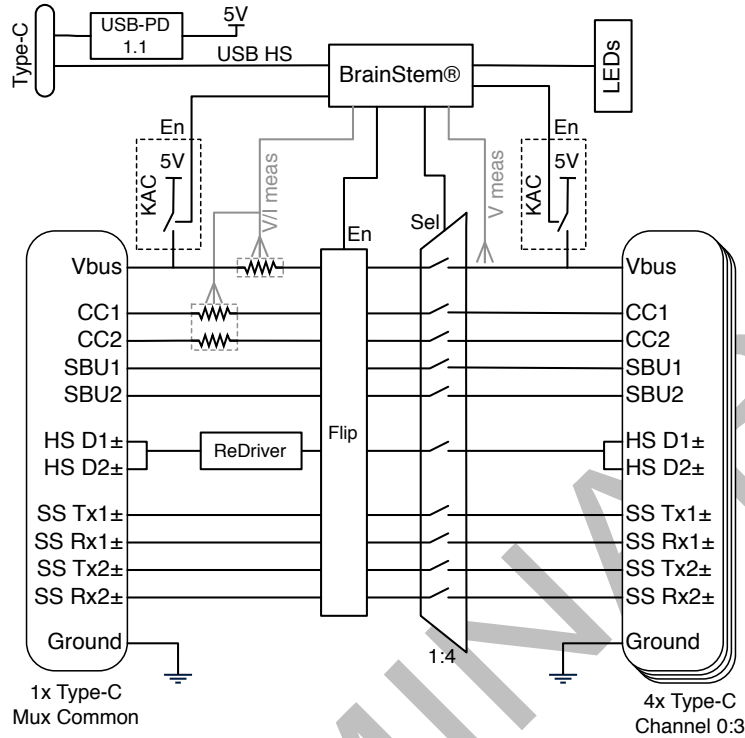 Type-C
USB-PD
1.1
5V
USB HS
BrainStem®
LEDs
En
5V
KAC
V/I meas
En
Sel
V meas
En
5V
KAC
Vbus
CC1
CC2
SBU1
SBU2
HS D1±
HS D2±
SS Tx1±
SS Rx1±
SS Tx2±
SS Rx2±
Ground
ReDriver
Flip
1:4
Vbus
CC1
CC2
SBU1
SBU2
HS D1±
HS D2±
SS Tx1±
SS Rx1±
SS Tx2±
SS Rx2±
Ground
1x Type-C
Mux Common
4x Type-C
Channel 0:3